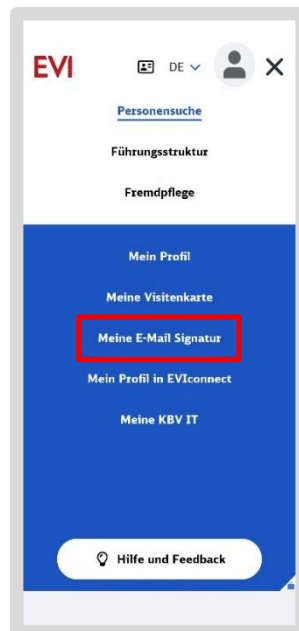 EVI
DE
Personensuche
Führungsstruktur
Fremdpflege
Mein Profil
Meine Visitenkarte
Meine E-Mail Signatur
Mein Profil in EVIconnect
Meine KBV IT
Hilfe und Feedback